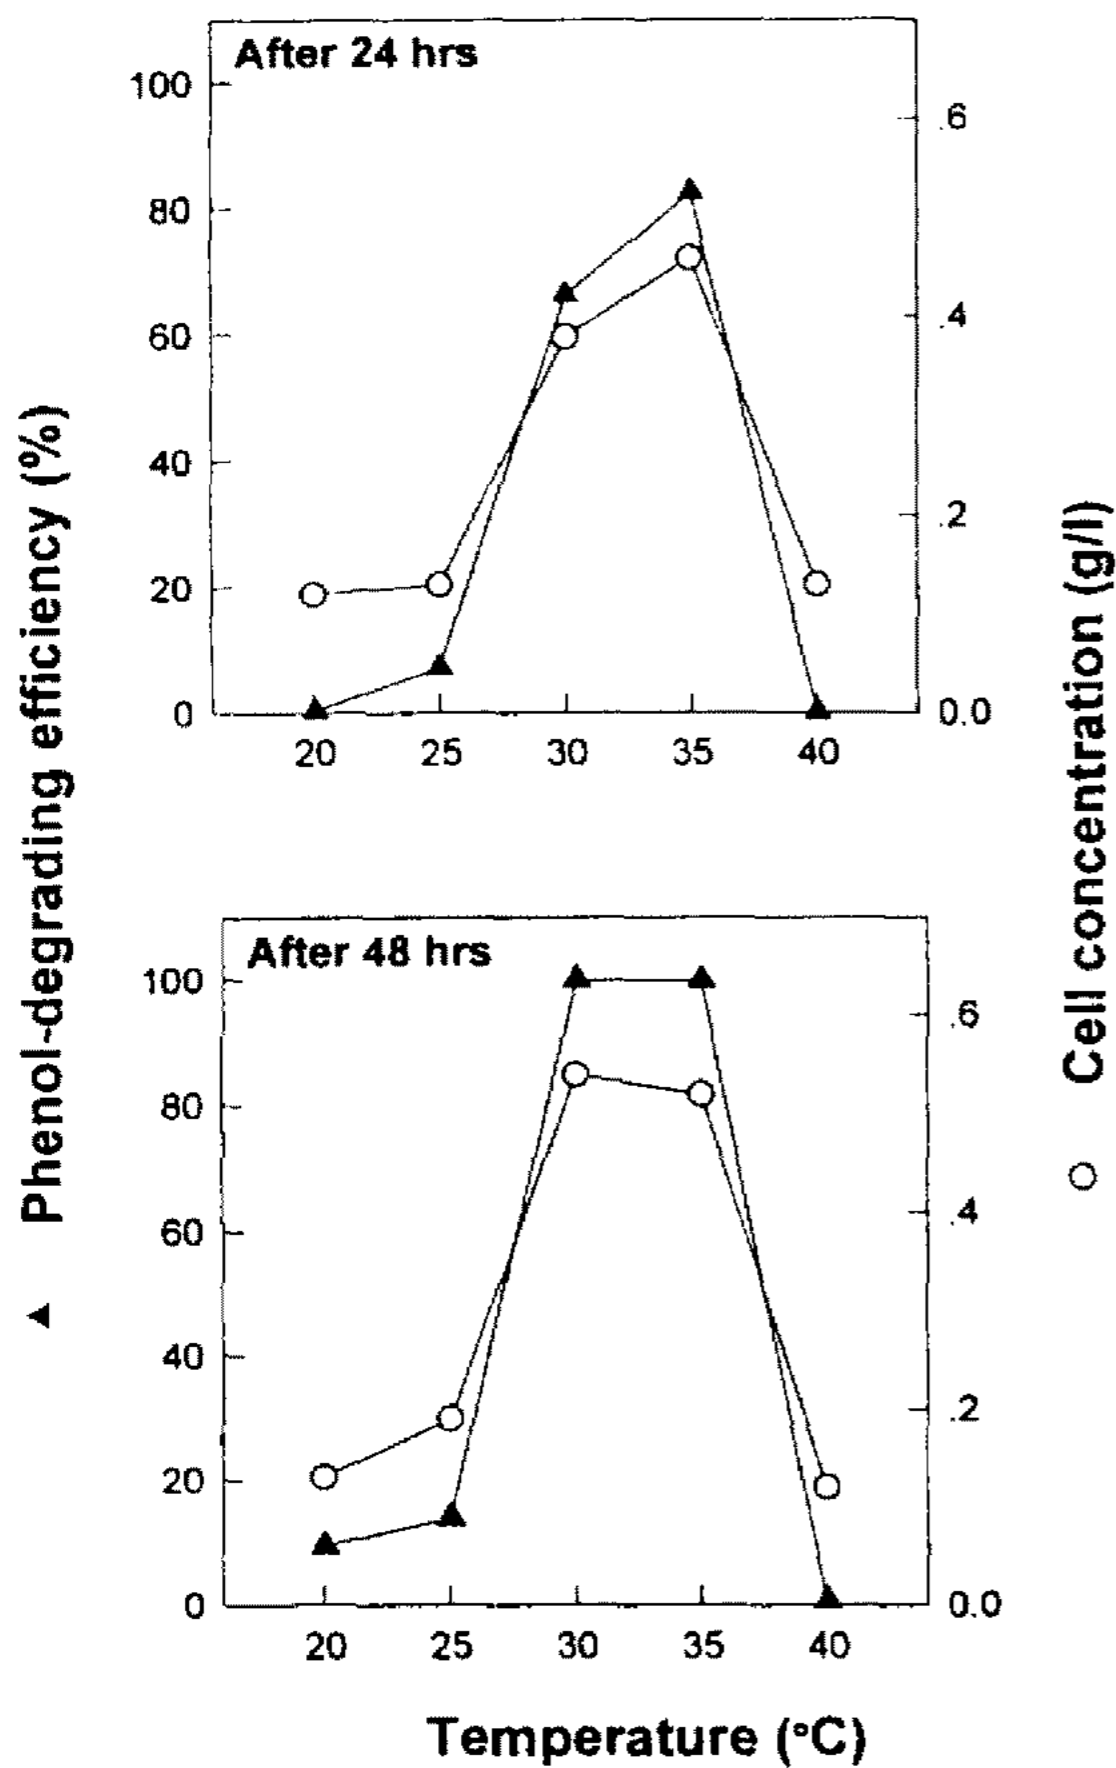 After 24 hrs
100
80
60
40
20
0
.6
.4
.2
0.0
20 25 30 35 40
▲ Phenol-degrading efficiency (%)
○ Cell concentration (g/l)
After 48 hrs
100
80
60
40
20
0
.6
.4
.2
0.0
20 25 30 35 40
Temperature (°C)